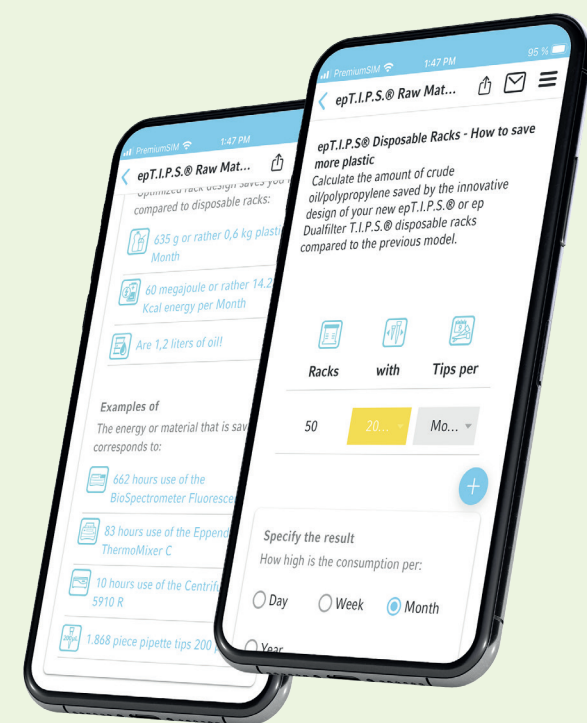 PremiumSIM 1:47 PM
epT.I.P.S.® Raw Mat...
Optimized rack design saves you
compared to disposable racks:
635 g or rather 0,6 kg plasti
Month
60 megajoule or rather 14.2
Kcal energy per Month
Are 1,2 liters of oil!
Examples of
The energy or material that is sav
corresponds to:
662 hours use of the
BioSpectrometer Fluoresce
83 hours use of the Eppend
ThermoMixer C
10 hours use of the Centrifu
5910 R
1.868 piece pipette tips 200 µ
PremiumSIM 1:47 PM 95 %
epT.I.P.S.® Raw Mat...
epT.I.P.S® Disposable Racks - How to save
more plastic
Calculate the amount of crude
oil/polypropylene saved by the innovative
design of your new epT.I.P.S.® or ep
Dualfilter T.I.P.S.® disposable racks
compared to the previous model.
Racks with Tips per
50 20... Mo...
+
Specify the result
How high is the consumption per:
Day Week Month
Year